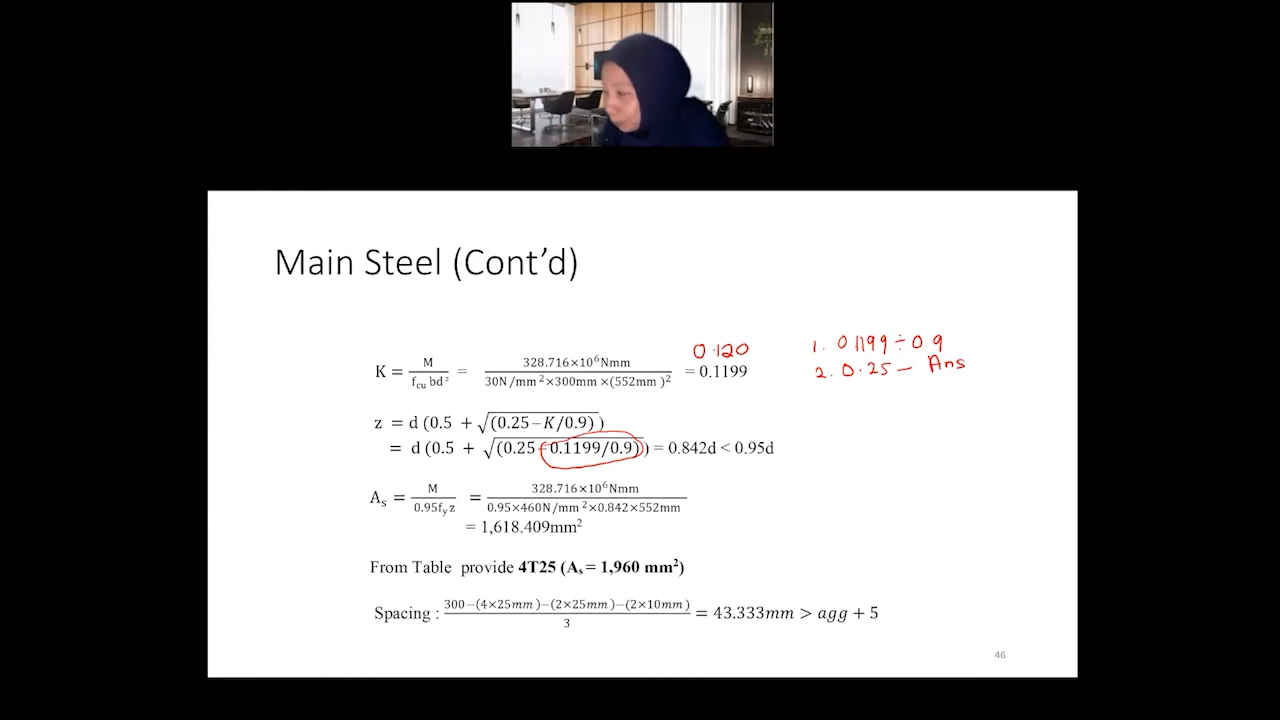 Main Steel (Cont’d)
0.120
1. 0.1199 ÷ 0.9
2. 0.25 — Ans
K = M / f_cu bd² = 328.716×10⁶Nmm / 30N/mm²×300mm×(552mm)² = 0.1199
z = d (0.5 + √(0.25−K/0.9) )
= d (0.5 + √(0.25−0.1199/0.9) ) = 0.842d < 0.95d
A_s = M / 0.95f_y z = 328.716×10⁶Nmm / 0.95×460N/mm²×0.842×552mm
= 1,618.409mm²
From Table provide 4T25 (A_s = 1,960 mm²)
Spacing : 300−(4×25mm)−(2×25mm)−(2×10mm) / 3 = 43.333mm > agg + 5
46